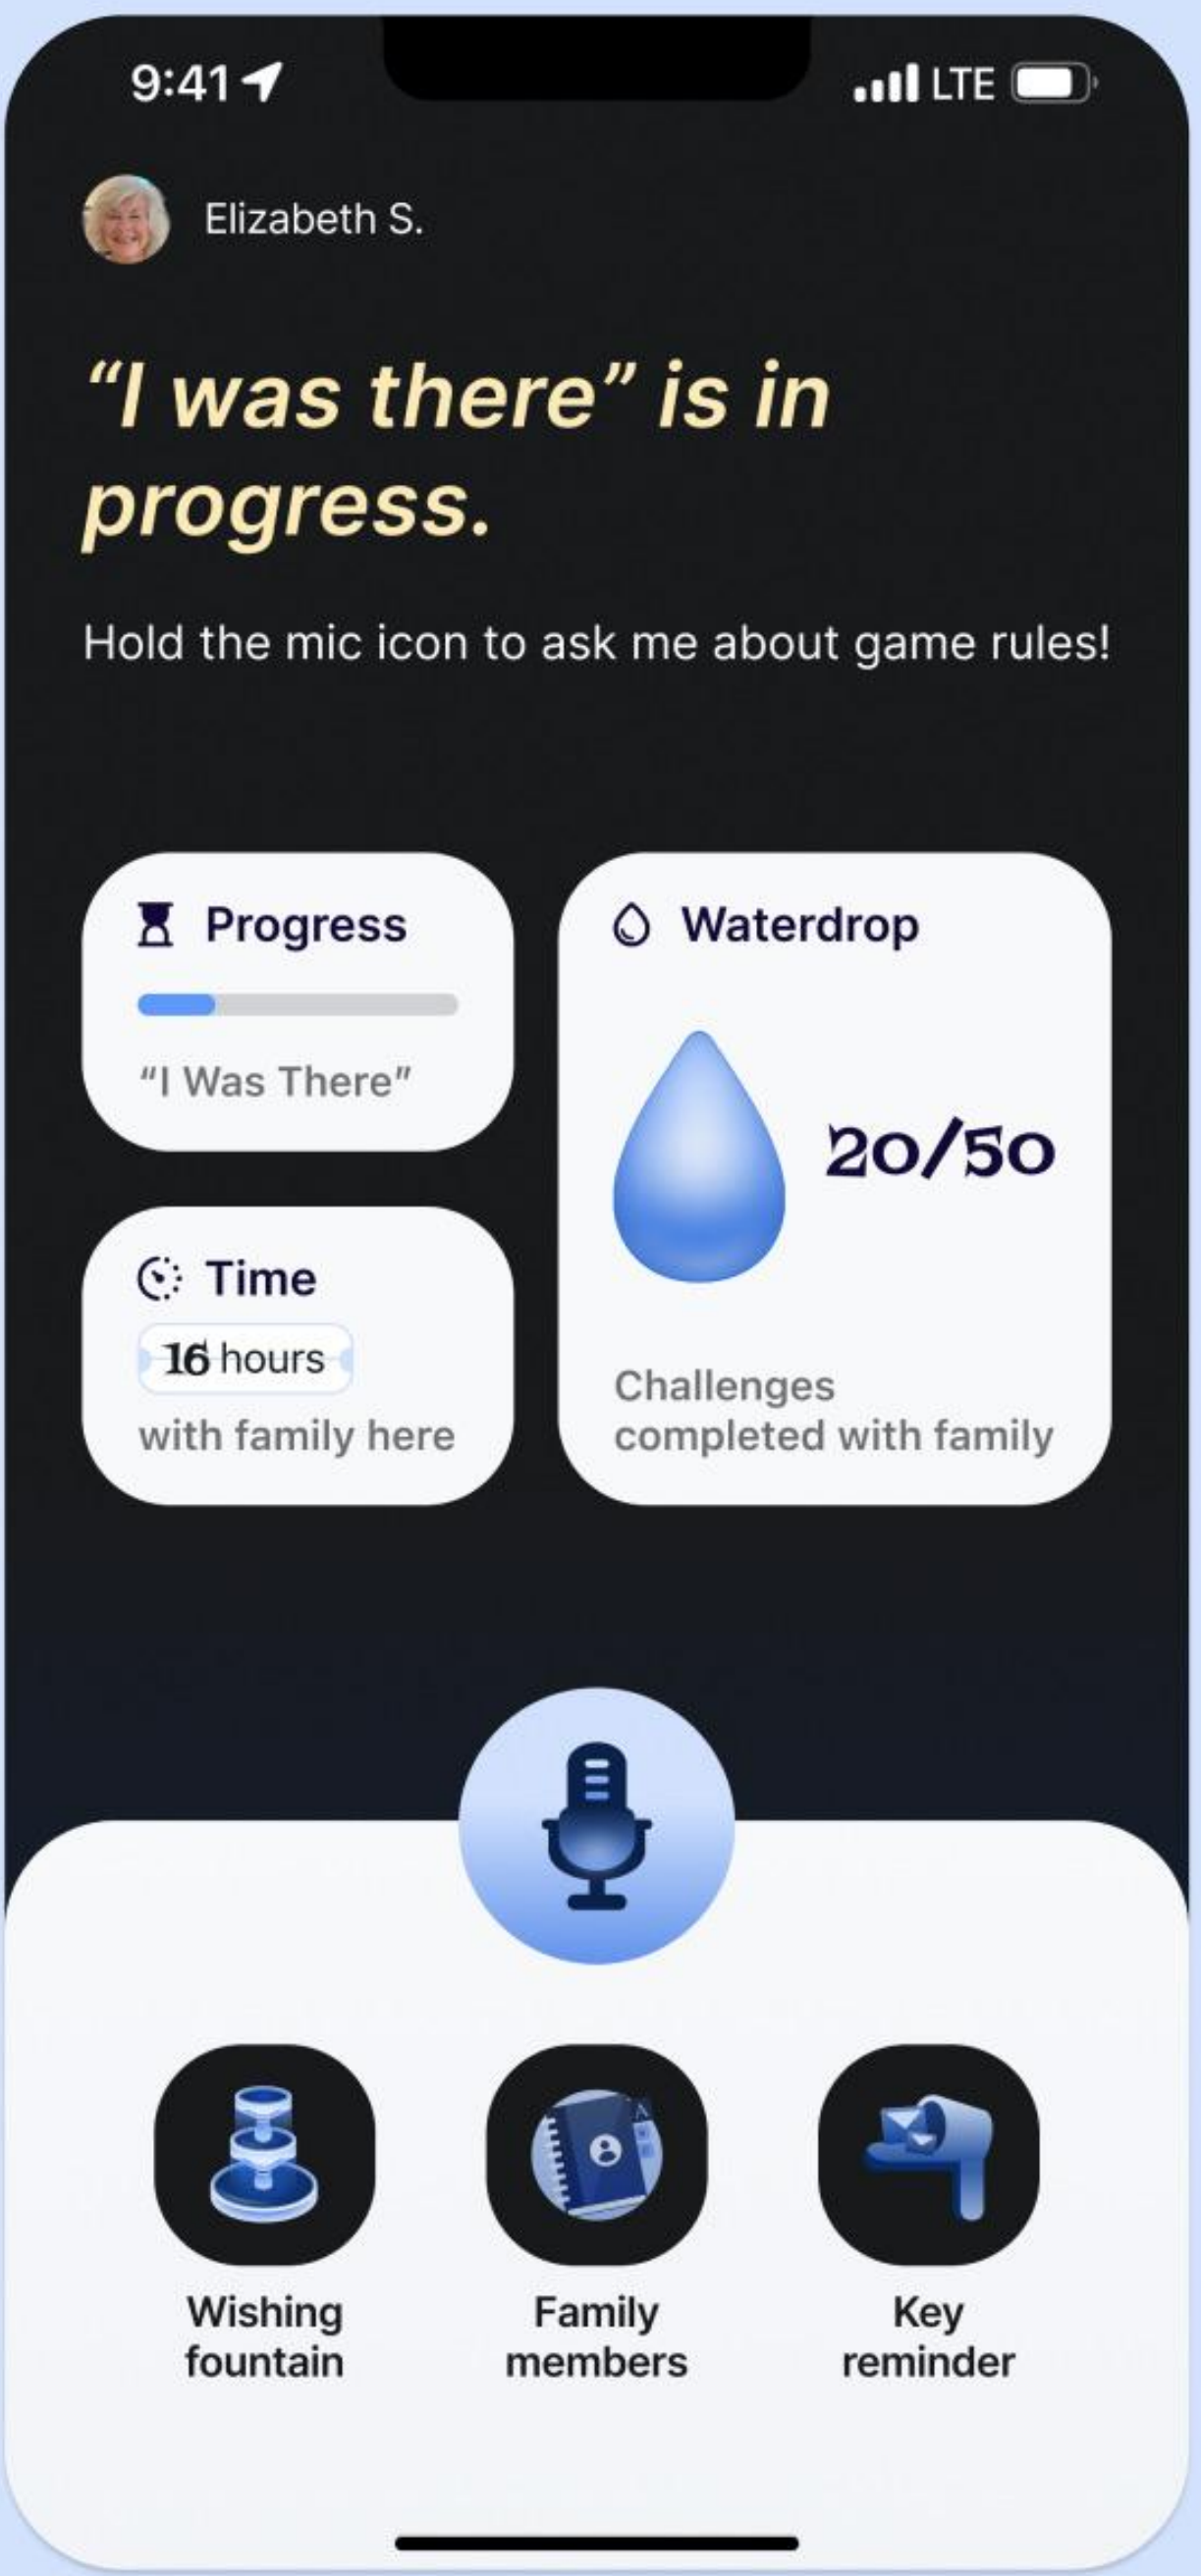 9:41
LTE
Elizabeth S.
“I was there” is in
progress.
Hold the mic icon to ask me about game rules!
Progress
“I Was There”
Time
16 hours
with family here
Waterdrop
20/50
Challenges
completed with family
A
Wishing
fountain
Family
members
Key
reminder